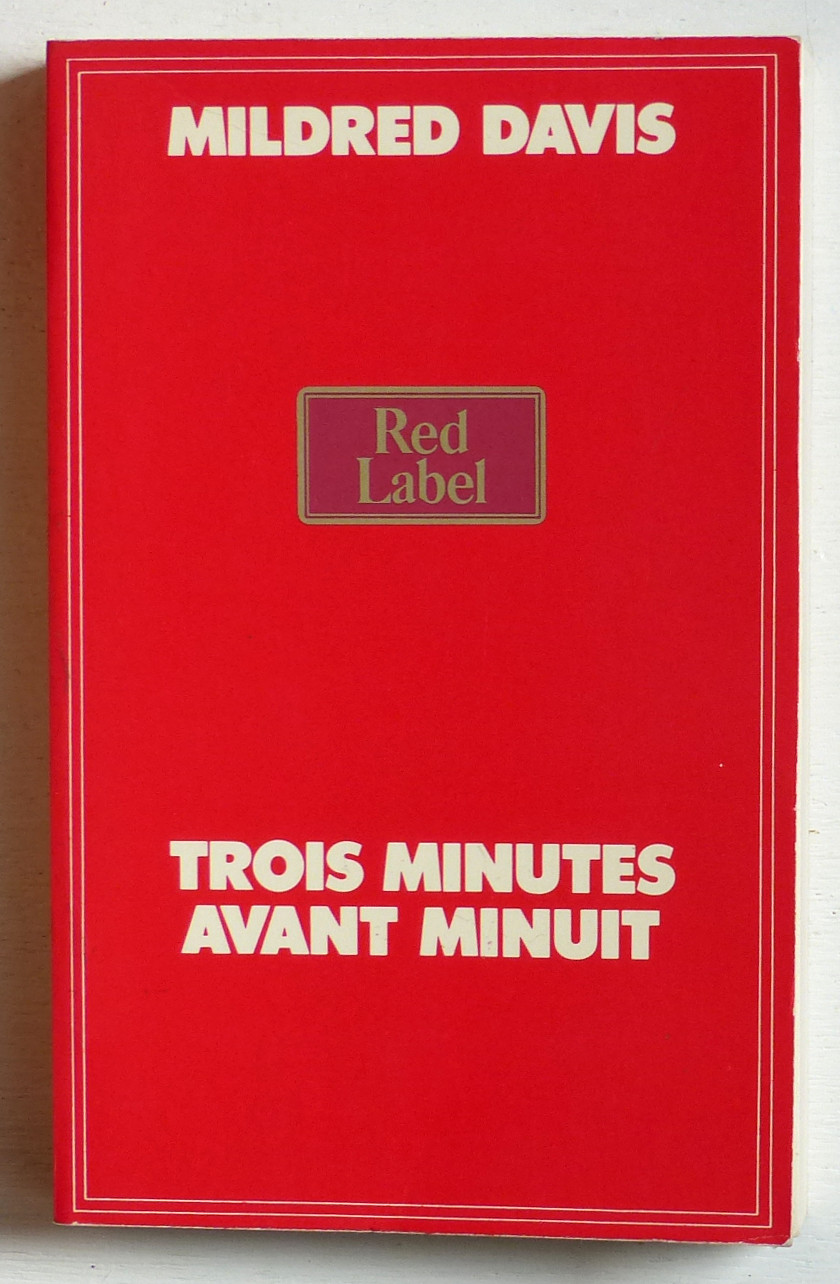 MILDRED DAVIS
Red
Label
TROIS MINUTES
AVANT MINUIT